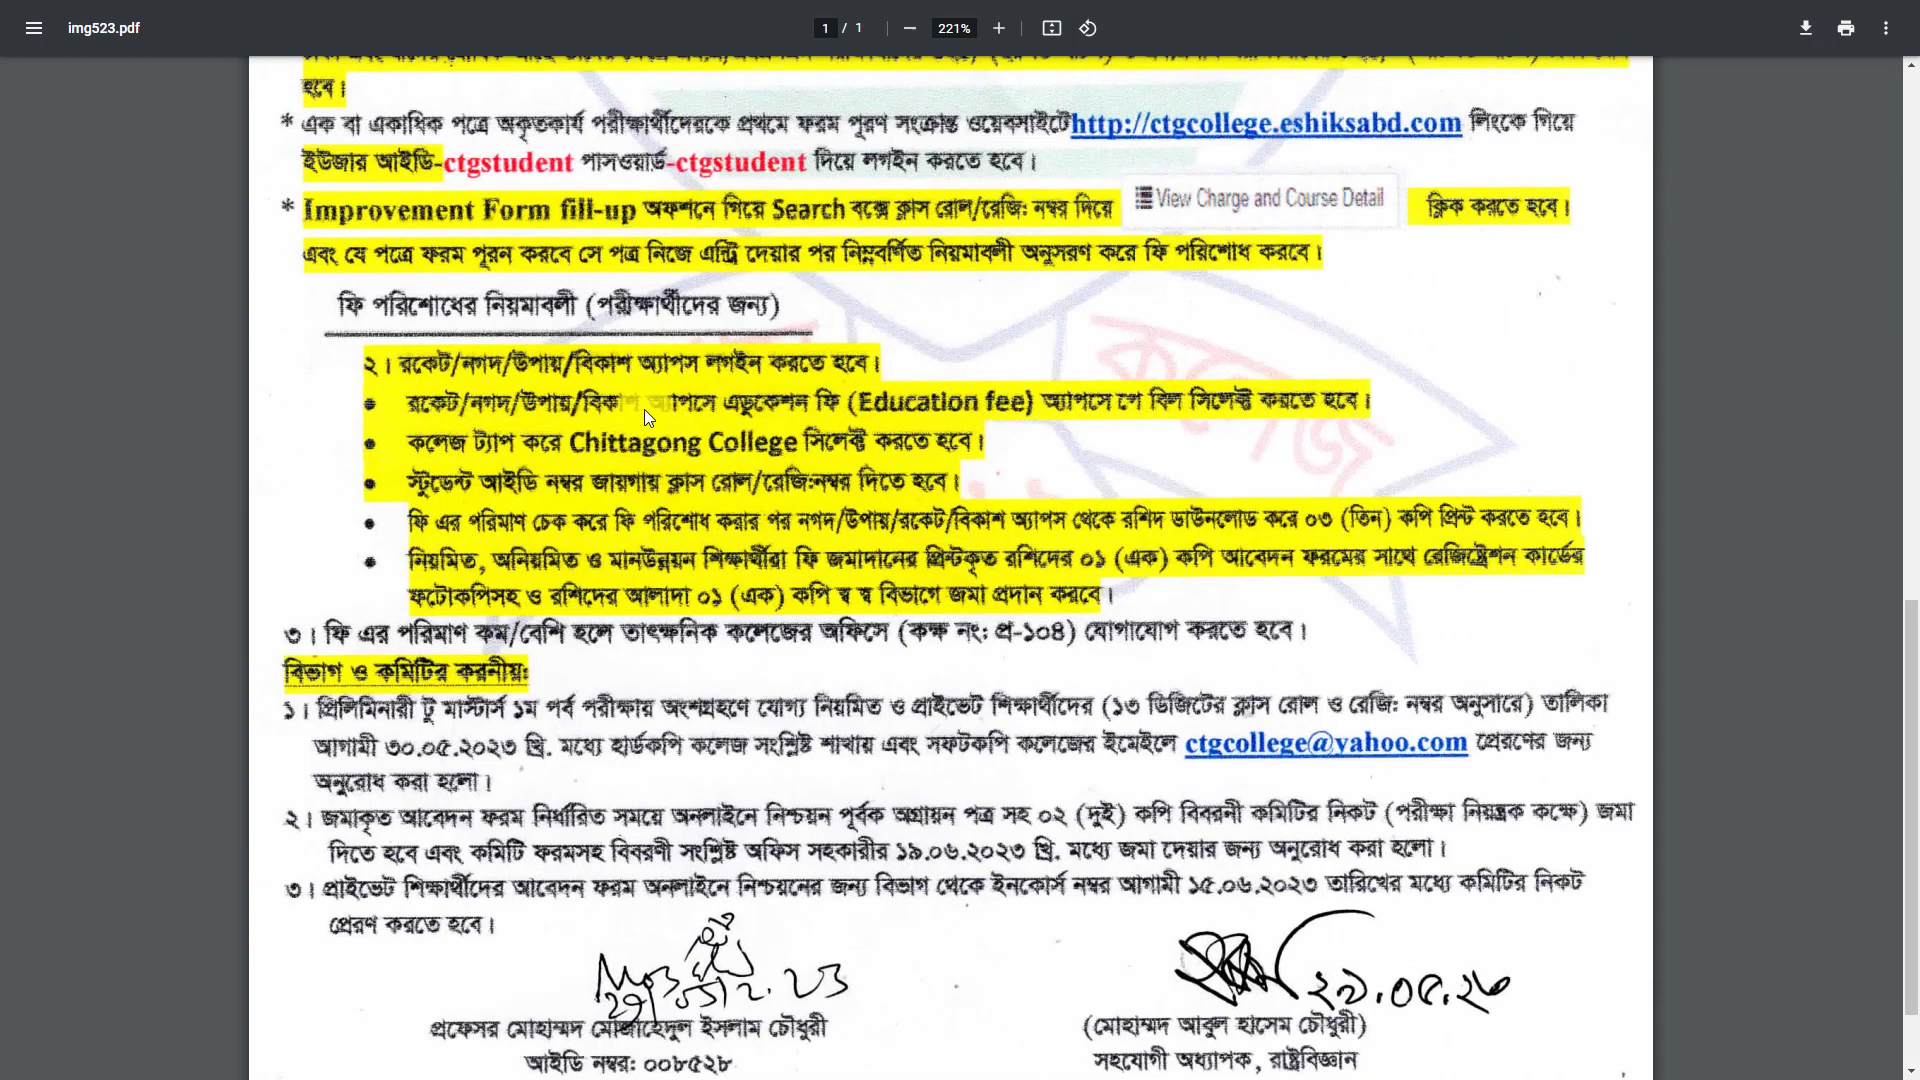 img523.pdf
1 / 1
221%
হবে।
* এক বা একাধিক পত্রে অকৃতকার্য পরীক্ষার্থীদেরকে প্রথমে ফরম পূরণ সংক্রান্ত ওয়েবসাইটে http://ctgcollege.eshiksabd.com লিংকে গিয়ে
ইউজার আইডি-ctgstudent পাসওয়ার্ড-ctgstudent দিয়ে লগইন করতে হবে।
* Improvement Form fill-up অফশনে গিয়ে Search বক্সে ক্লাস রোল/রেজি: নম্বর দিয়ে View Charge and Course Detail ক্লিক করতে হবে।
এবং যে পত্রে ফরম পূরন করবে সে পত্র নিজে এন্ট্রি দেয়ার পর নিম্নবর্ণিত নিয়মাবলী অনুসরণ করে ফি পরিশোধ করবে।
ফি পরিশোধের নিয়মাবলী (পরীক্ষার্থীদের জন্য)
২। রকেট/নগদ/উপায়/বিকাশ অ্যাপস লগইন করতে হবে।
• রকেট/নগদ/উপায়/বিকাশ অ্যাপসে এডুকেশন ফি (Education fee) অ্যাপসে পে বিল সিলেক্ট করতে হবে।
• কলেজ ট্যাপ করে Chittagong College সিলেক্ট করতে হবে।
• স্টুডেন্ট আইডি নম্বর জায়গায় ক্লাস রোল/রেজি:নম্বর দিতে হবে।
• ফি এর পরিমাণ চেক করে ফি পরিশোধ করার পর নগদ/উপায়/রকেট/বিকাশ অ্যাপস থেকে রশিদ ডাউনলোড করে ০৩ (তিন) কপি প্রিন্ট করতে হবে।
• নিয়মিত, অনিয়মিত ও মানউন্নয়ন শিক্ষার্থীরা ফি জমাদানের প্রিন্টকৃত রশিদের ০১ (এক) কপি আবেদন ফরমের সাথে রেজিষ্ট্রেশন কার্ডের
ফটোকপিসহ ও রশিদের আলাদা ০১ (এক) কপি স্ব স্ব বিভাগে জমা প্রদান করবে।
৩। ফি এর পরিমাণ কম/বেশি হলে তাৎক্ষনিক কলেজের অফিসে (কক্ষ নং: প্র-১০৪) যোগাযোগ করতে হবে।
বিভাগ ও কমিটির করনীয়:
১। প্রিলিমিনারী টু মাস্টার্স ১ম পর্ব পরীক্ষায় অংশগ্রহণে যোগ্য নিয়মিত ও প্রাইভেট শিক্ষার্থীদের (১৩ ডিজিটের ক্লাস রোল ও রেজি: নম্বর অনুসারে) তালিকা
আগামী ৩০.০৫.২০২৩ খ্রি. মধ্যে হার্ডকপি কলেজ সংশ্লিষ্ট শাখায় এবং সফটকপি কলেজের ইমেইলে ctgcollege@yahoo.com প্রেরণের জন্য
অনুরোধ করা হলো।
২। জমাকৃত আবেদন ফরম নির্ধারিত সময়ে অনলাইনে নিশ্চয়ন পূর্বক অগ্রায়ন পত্র সহ ০২ (দুই) কপি বিবরনী কমিটির নিকট (পরীক্ষা নিয়ন্ত্রক কক্ষে) জমা
দিতে হবে এবং কমিটি ফরমসহ বিবরণী সংশ্লিষ্ট অফিস সহকারীর ১৯.০৬.২০২৩ খ্রি. মধ্যে জমা দেয়ার জন্য অনুরোধ করা হলো।
৩। প্রাইভেট শিক্ষার্থীদের আবেদন ফরম অনলাইনে নিশ্চয়নের জন্য বিভাগ থেকে ইনকোর্স নম্বর আগামী ১৫.০৬.২০২৩ তারিখের মধ্যে কমিটির নিকট
প্রেরণ করতে হবে।
২৯.০৫.২৩
প্রফেসর মোহাম্মদ মোজাহেদুল ইসলাম চৌধুরী
(মোহাম্মদ আবুল হাসেম চৌধুরী)
আইডি নম্বর: ০০৮৫২৮
সহযোগী অধ্যাপক, রাষ্ট্রবিজ্ঞান
কলেজ